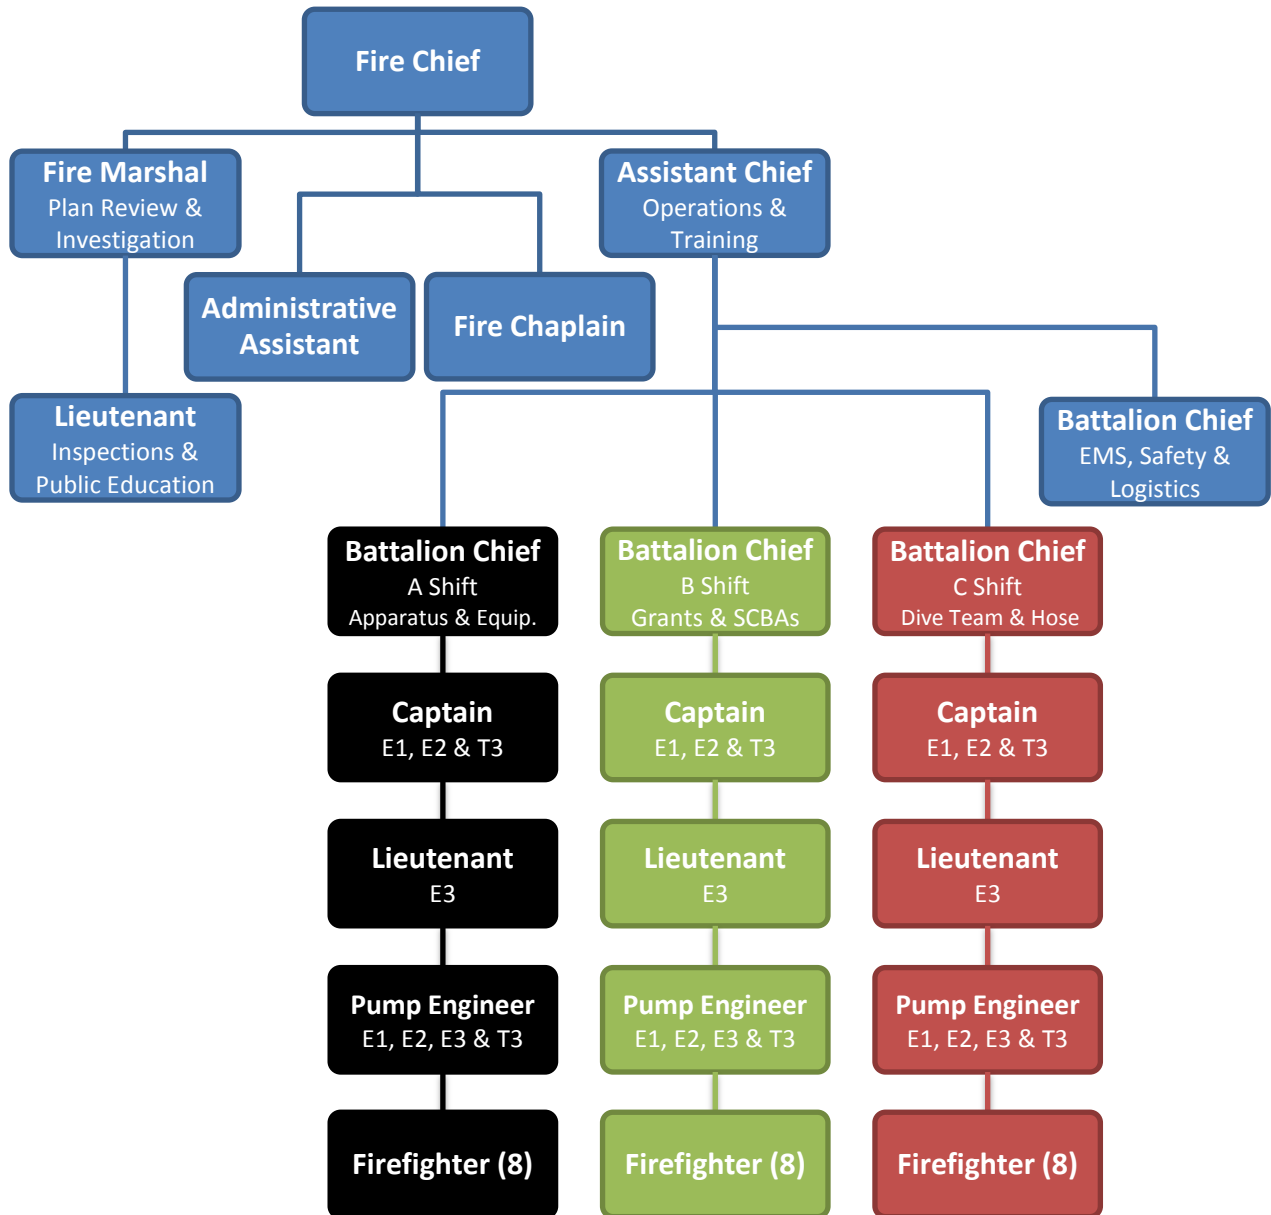 Fire Chief
Fire Marshal
Plan Review &
Investigation
Assistant Chief
Operations &
Training
Administrative
Assistant
Fire Chaplain
Lieutenant
Inspections &
Public Education
Battalion Chief
EMS, Safety &
Logistics
Battalion Chief
A Shift
Apparatus & Equip.
Battalion Chief
B Shift
Grants & SCBAs
Battalion Chief
C Shift
Dive Team & Hose
Captain
E1, E2 & T3
Captain
E1, E2 & T3
Captain
E1, E2 & T3
Lieutenant
E3
Lieutenant
E3
Lieutenant
E3
Pump Engineer
E1, E2, E3 & T3
Pump Engineer
E1, E2, E3 & T3
Pump Engineer
E1, E2, E3 & T3
Firefighter (8)
Firefighter (8)
Firefighter (8)